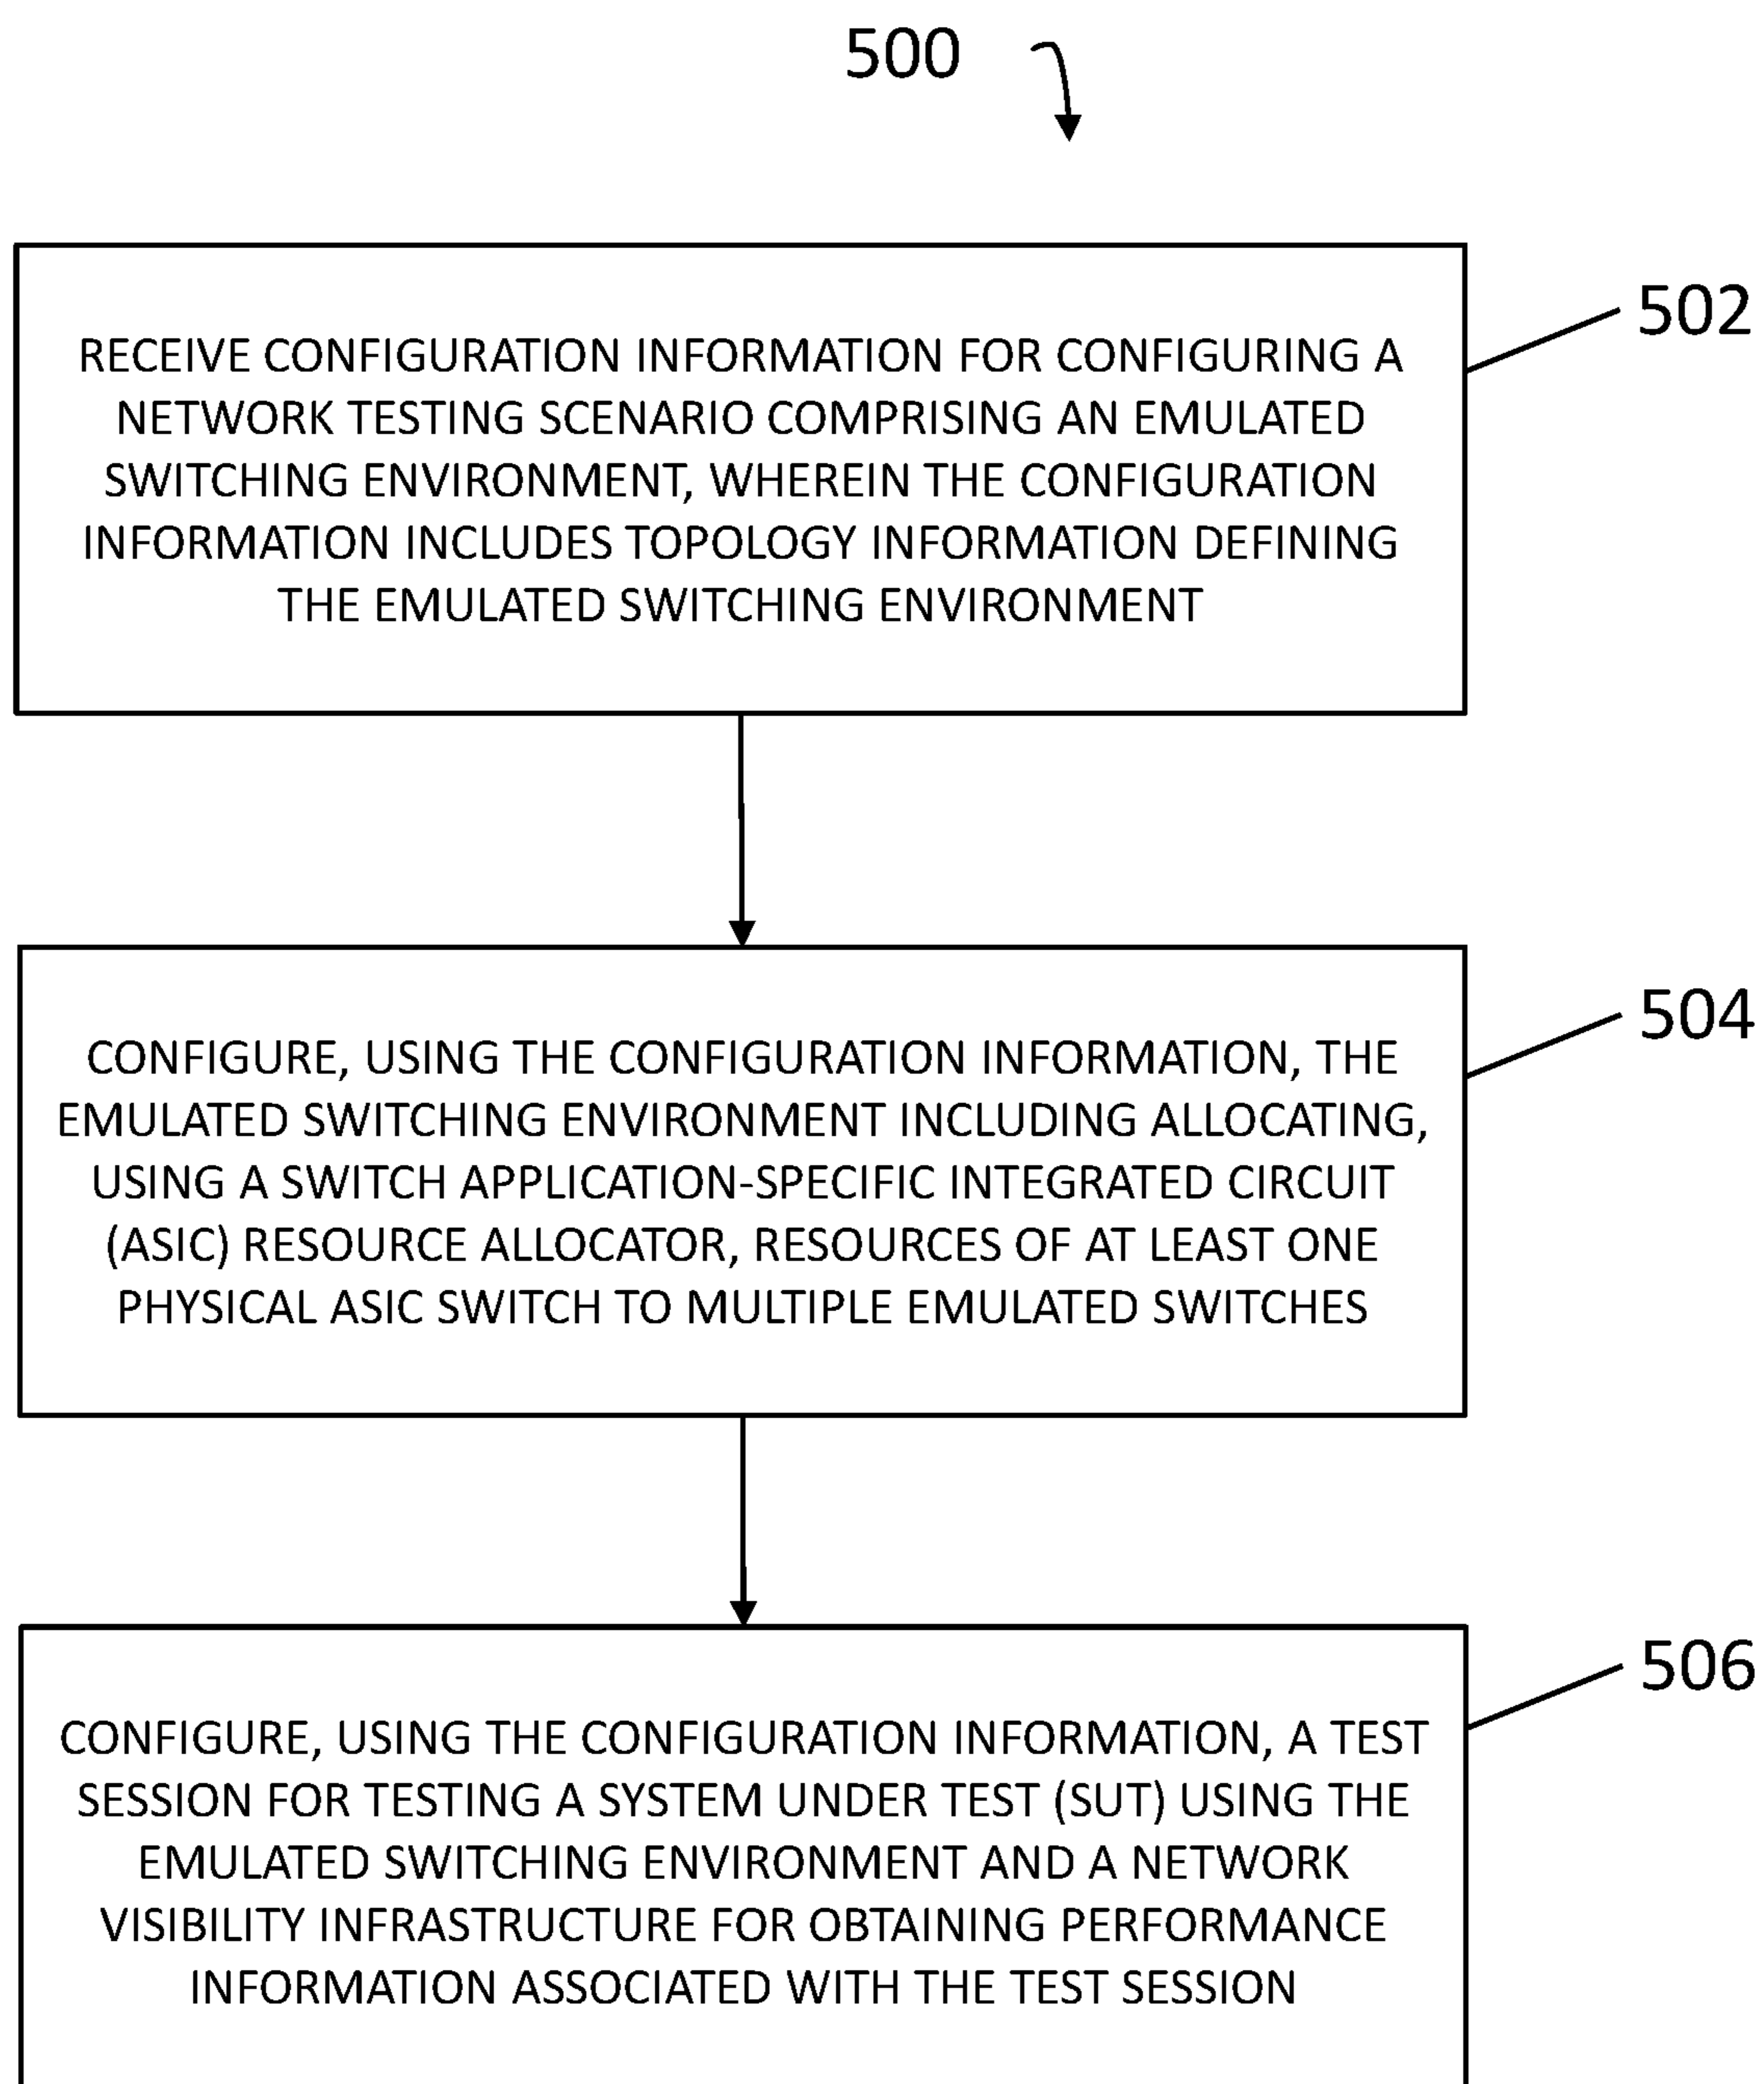 500
RECEIVE CONFIGURATION INFORMATION FOR CONFIGURING A
NETWORK TESTING SCENARIO COMPRISING AN EMULATED
SWITCHING ENVIRONMENT, WHEREIN THE CONFIGURATION
INFORMATION INCLUDES TOPOLOGY INFORMATION DEFINING
THE EMULATED SWITCHING ENVIRONMENT
502
CONFIGURE, USING THE CONFIGURATION INFORMATION, THE
EMULATED SWITCHING ENVIRONMENT INCLUDING ALLOCATING,
USING A SWITCH APPLICATION-SPECIFIC INTEGRATED CIRCUIT
(ASIC) RESOURCE ALLOCATOR, RESOURCES OF AT LEAST ONE
PHYSICAL ASIC SWITCH TO MULTIPLE EMULATED SWITCHES
504
CONFIGURE, USING THE CONFIGURATION INFORMATION, A TEST
SESSION FOR TESTING A SYSTEM UNDER TEST (SUT) USING THE
EMULATED SWITCHING ENVIRONMENT AND A NETWORK
VISIBILITY INFRASTRUCTURE FOR OBTAINING PERFORMANCE
INFORMATION ASSOCIATED WITH THE TEST SESSION
506